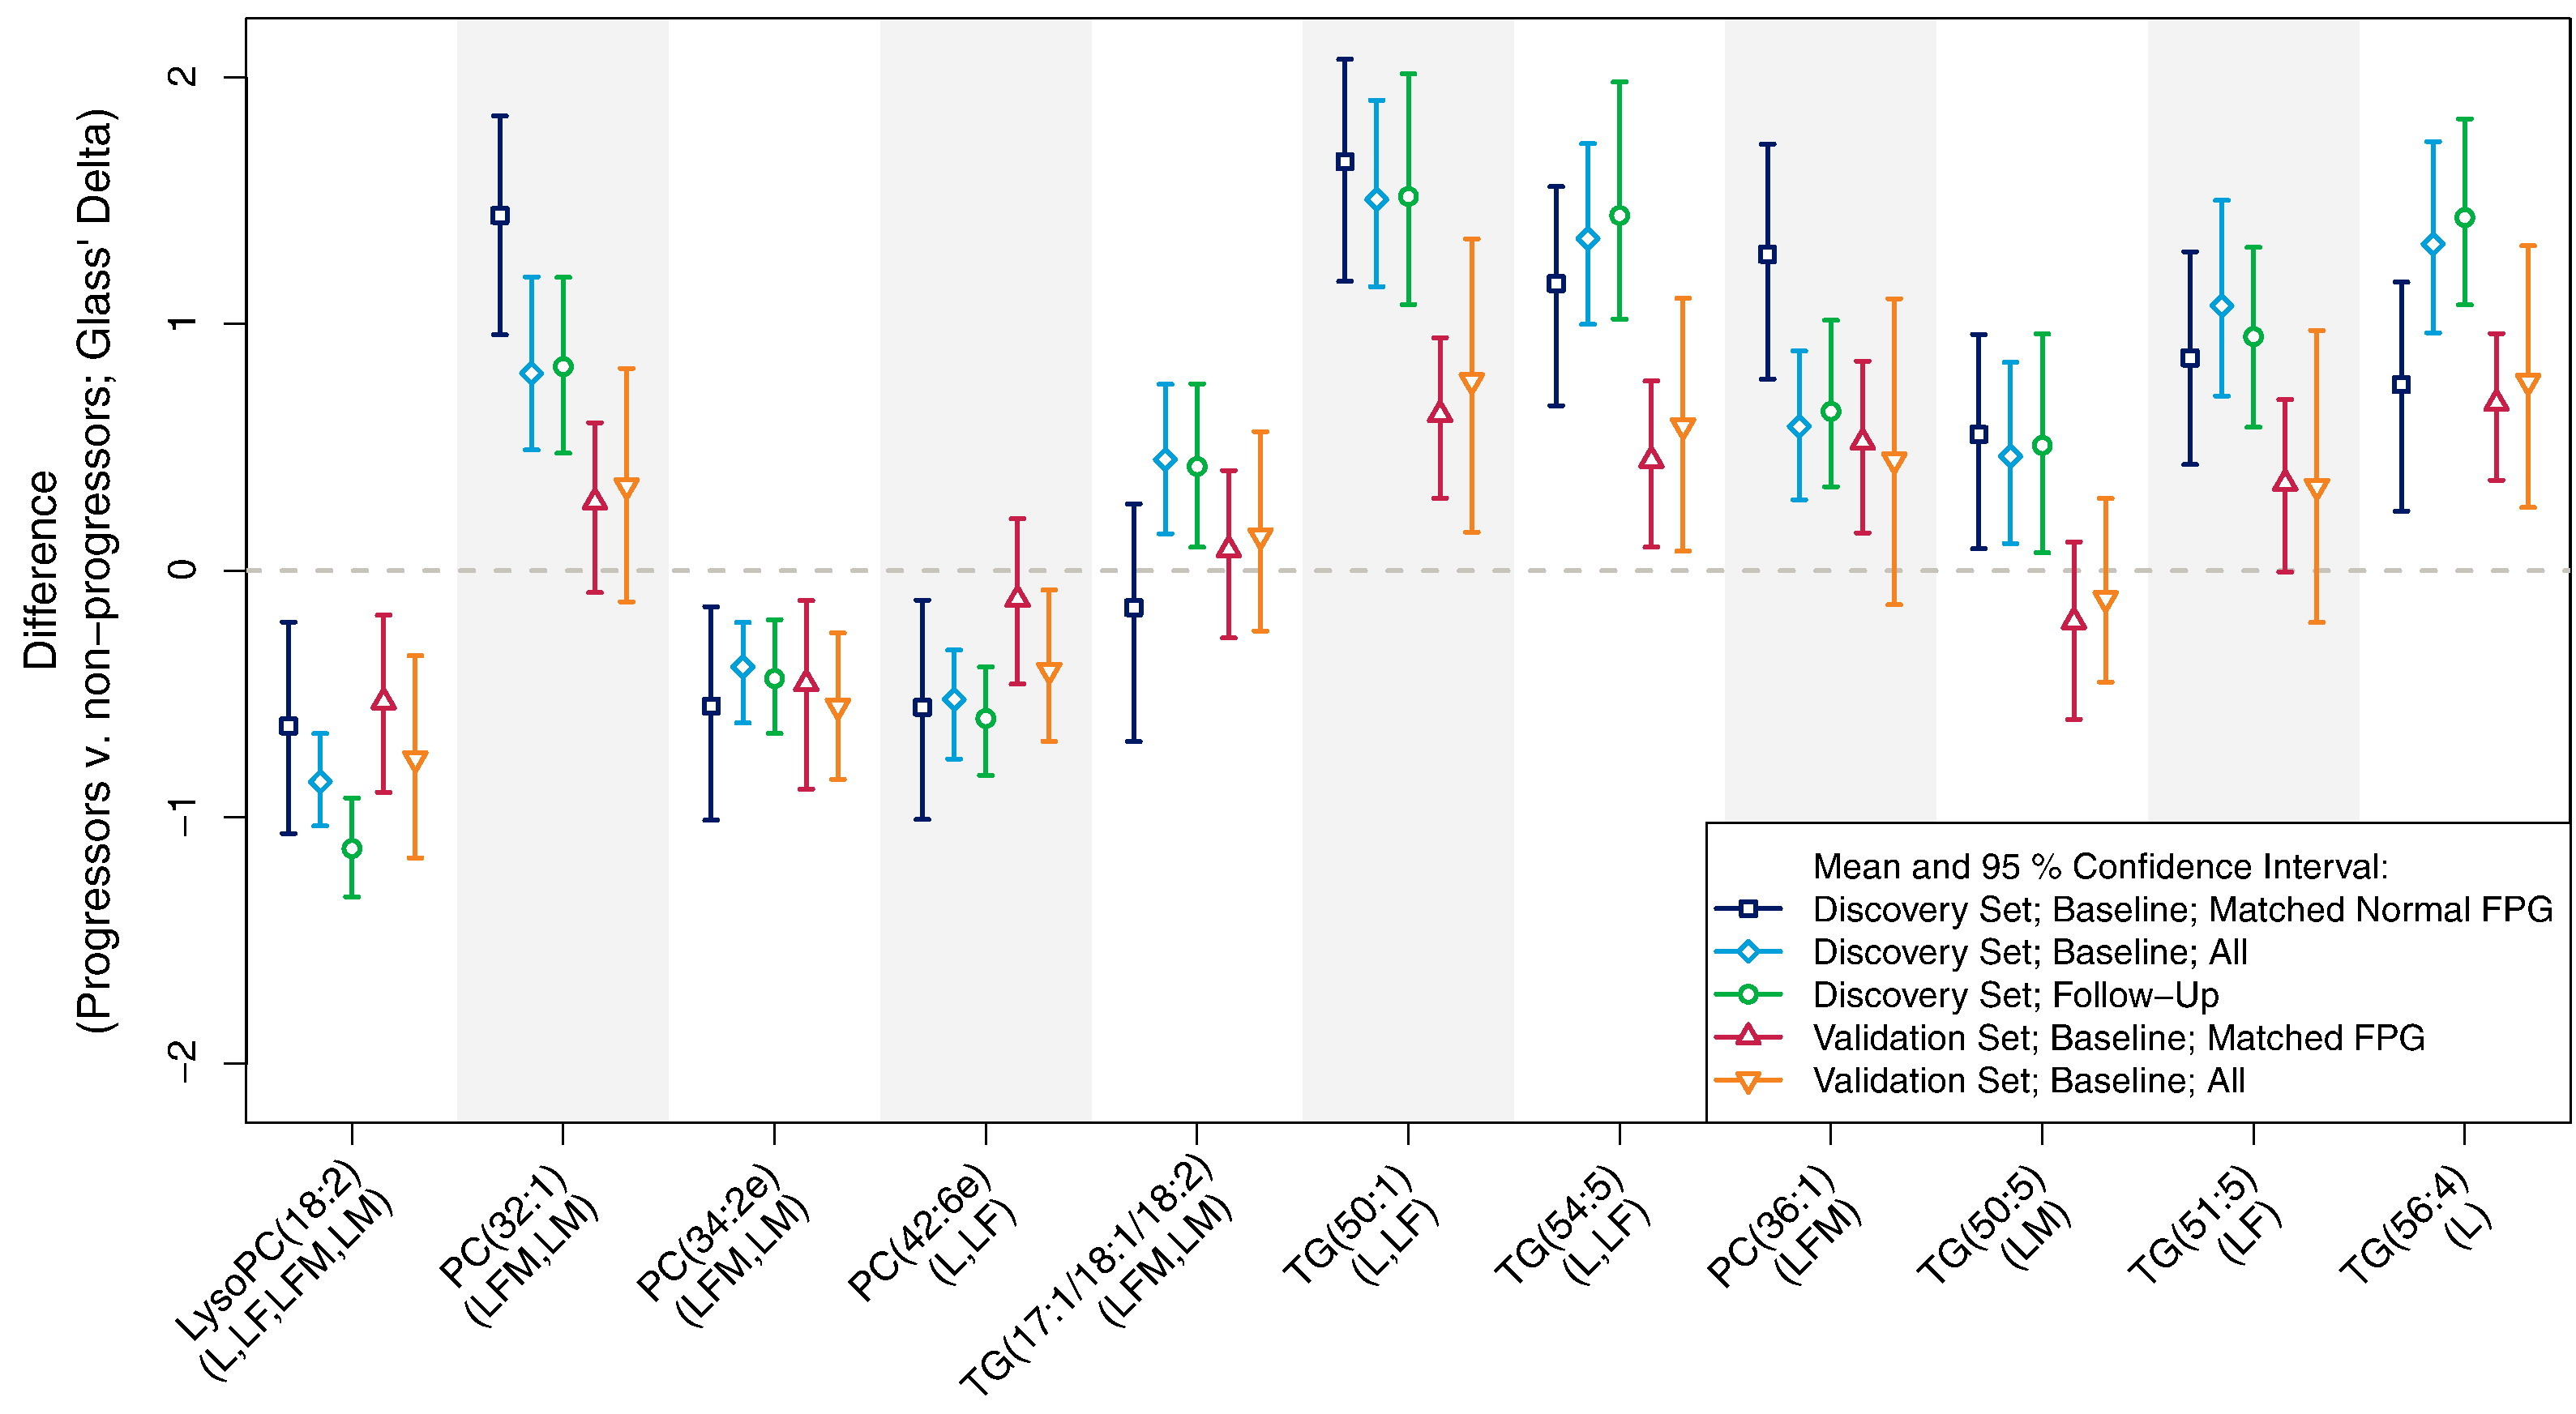 Difference
(Progressors v. non−progressors; Glass' Delta)
2
1
0
−1
−2
Mean and 95 % Confidence Interval:
Discovery Set; Baseline; Matched Normal FPG
Discovery Set; Baseline; All
Discovery Set; Follow−Up
Validation Set; Baseline; Matched FPG
Validation Set; Baseline; All
LysoPC(18:2)
(L,LF,LFM,LM)
PC(32:1)
(LFM,LM)
PC(34:2e)
(LFM,LM)
PC(42:6e)
(L,LF)
TG(17:1/18:1/18:2)
(LFM,LM)
TG(50:1)
(L,LF)
TG(54:5)
(L,LF)
PC(36:1)
(LFM)
TG(50:5)
(LM)
TG(51:5)
(LF)
TG(56:4)
(L)